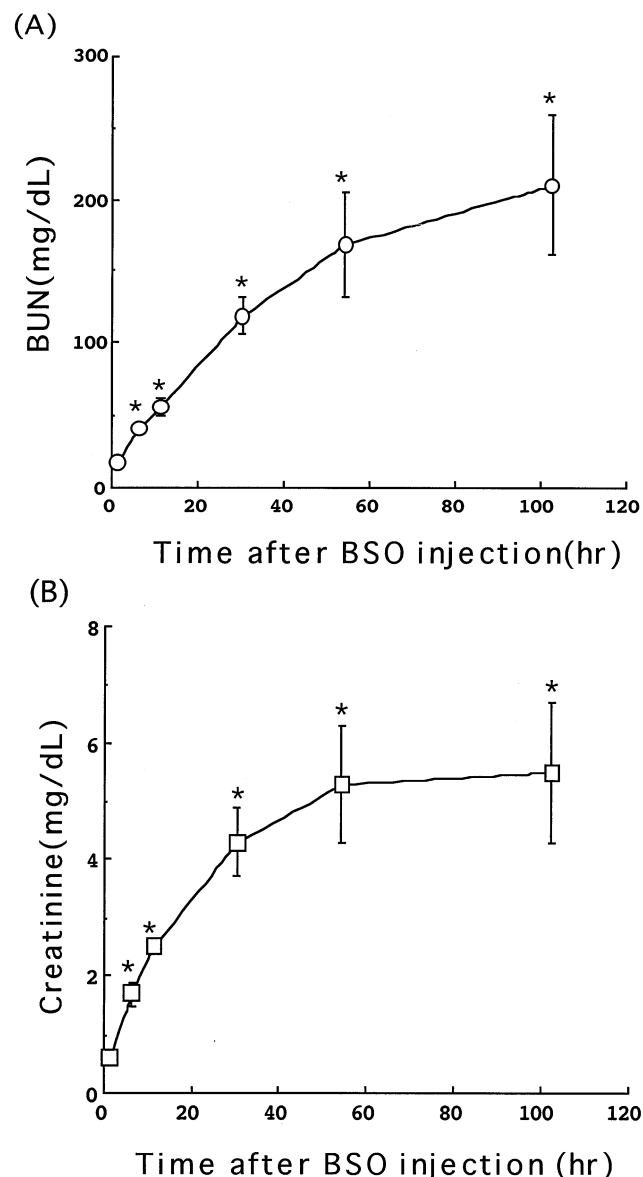 (A)
300
200
100
0
BUN(mg/dL)
*
*
*
*
*
0 20 40 60 80 100 120
Time after BSO injection(hr)
(B)
8
6
4
2
0
Creatinine(mg/dL)
*
*
*
*
*
0 20 40 60 80 100 120
Time after BSO injection (hr)